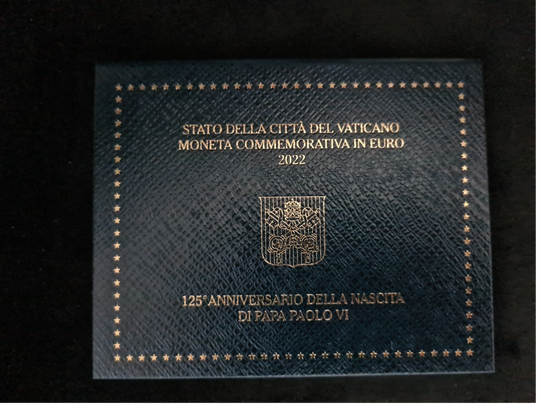 STATO DELLA CITTÀ DEL VATICANO
MONETA COMMEMORATIVA IN EURO
2022
125° ANNIVERSARIO DELLA NASCITA
DI PAPA PAOLO VI